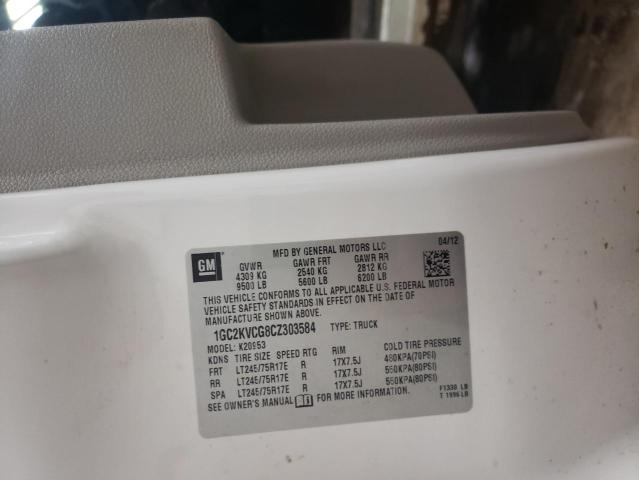 MFD BY GENERAL MOTORS LLC 04/12
GM GVWR GAWR FRT GAWR RR
4309 KG 2540 KG 2812 KG
9500 LB 5600 LB 6200 LB
THIS VEHICLE CONFORMS TO ALL APPLICABLE U.S. FEDERAL MOTOR
VEHICLE SAFETY STANDARDS IN EFFECT ON THE DATE OF
MANUFACTURE SHOWN ABOVE.
1GC2KVCG8CZ303584 TYPE: TRUCK
MODEL: K20953
KDNS TIRE SIZE SPEED RTG RIM COLD TIRE PRESSURE
FRT LT245/75R17E R 17X7.5J 480KPA(70PSI)
RR LT245/75R17E R 17X7.5J 550KPA(80PSI)
SPA LT245/75R17E R 17X7.5J 550KPA(80PSI)
SEE OWNER'S MANUAL FOR MORE INFORMATION. F1330 LB
T 1996 LB